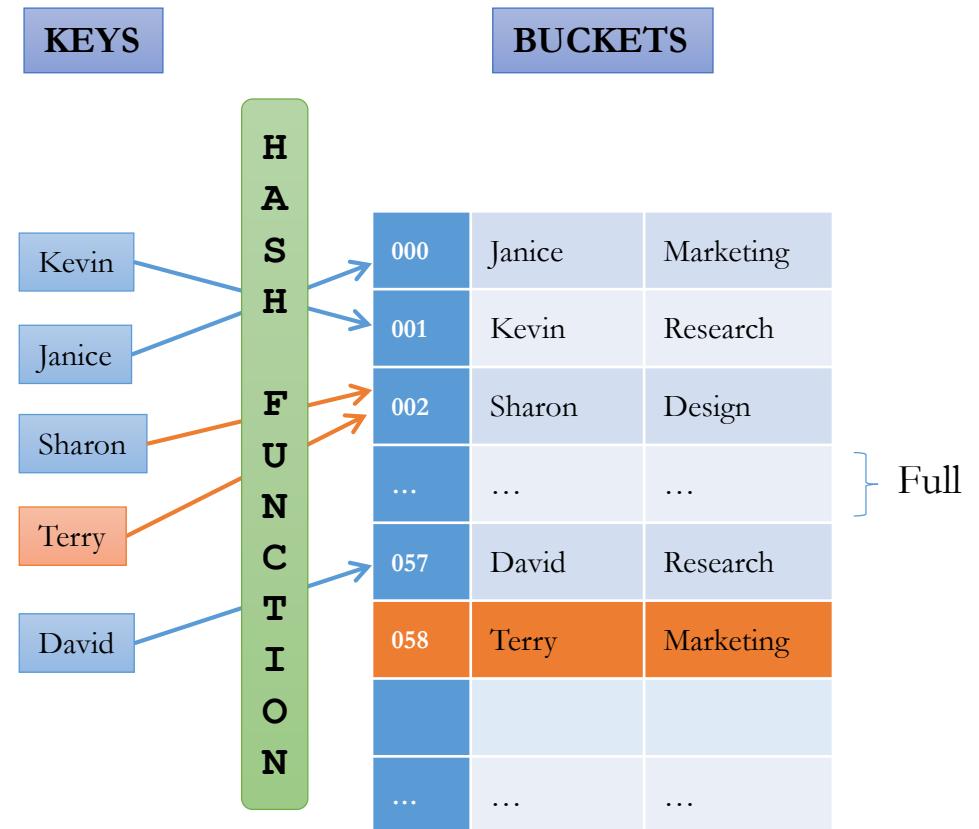 KEYS
BUCKETS
HASH FUNCTION
Kevin
Janice
Sharon
Terry
David
000 Janice Marketing
001 Kevin Research
002 Sharon Design
... ... ...
Full
057 David Research
058 Terry Marketing
... ... ...